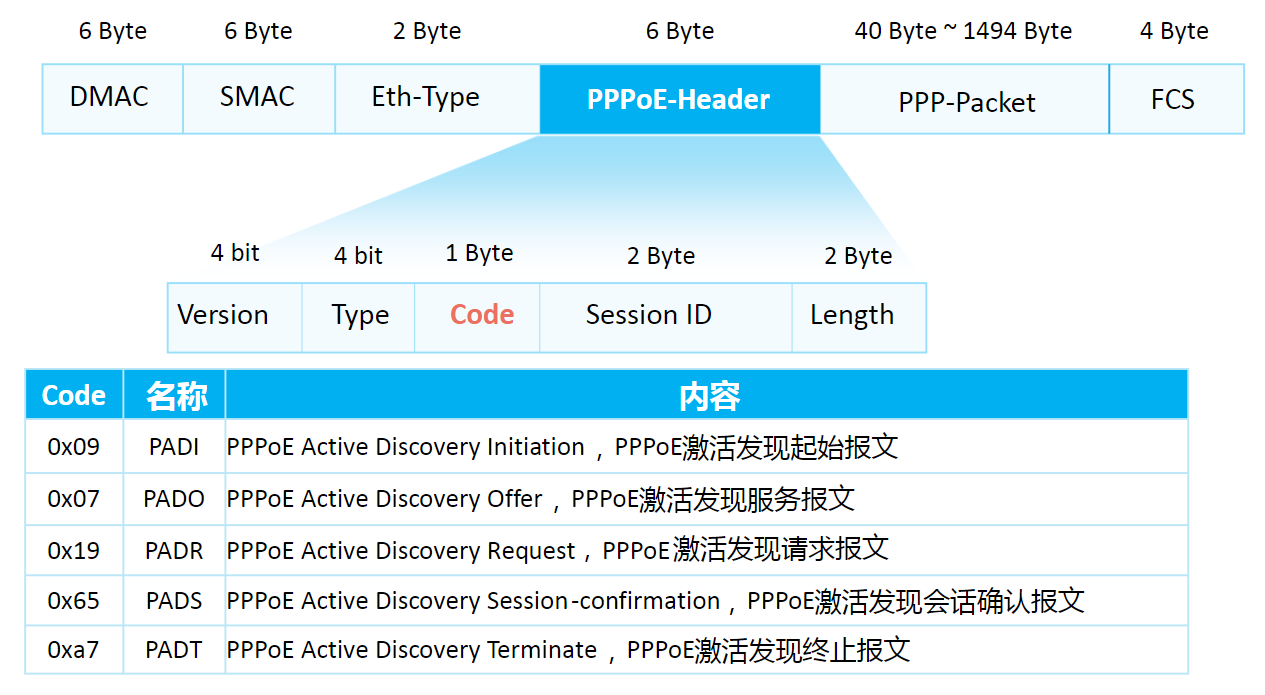 6 Byte 6 Byte 2 Byte 6 Byte 40 Byte ~ 1494 Byte 4 Byte
DMAC SMAC Eth-Type PPPoE-Header PPP-Packet FCS
4 bit 4 bit 1 Byte 2 Byte 2 Byte
Version Type Code Session ID Length
Code 名称 内容
0x09 PADI PPPoE Active Discovery Initiation，PPPoE激活发现起始报文
0x07 PADO PPPoE Active Discovery Offer，PPPoE激活发现服务报文
0x19 PADR PPPoE Active Discovery Request，PPPoE激活发现请求报文
0x65 PADS PPPoE Active Discovery Session-confirmation，PPPoE激活发现会话确认报文
0xa7 PADT PPPoE Active Discovery Terminate，PPPoE激活发现终止报文